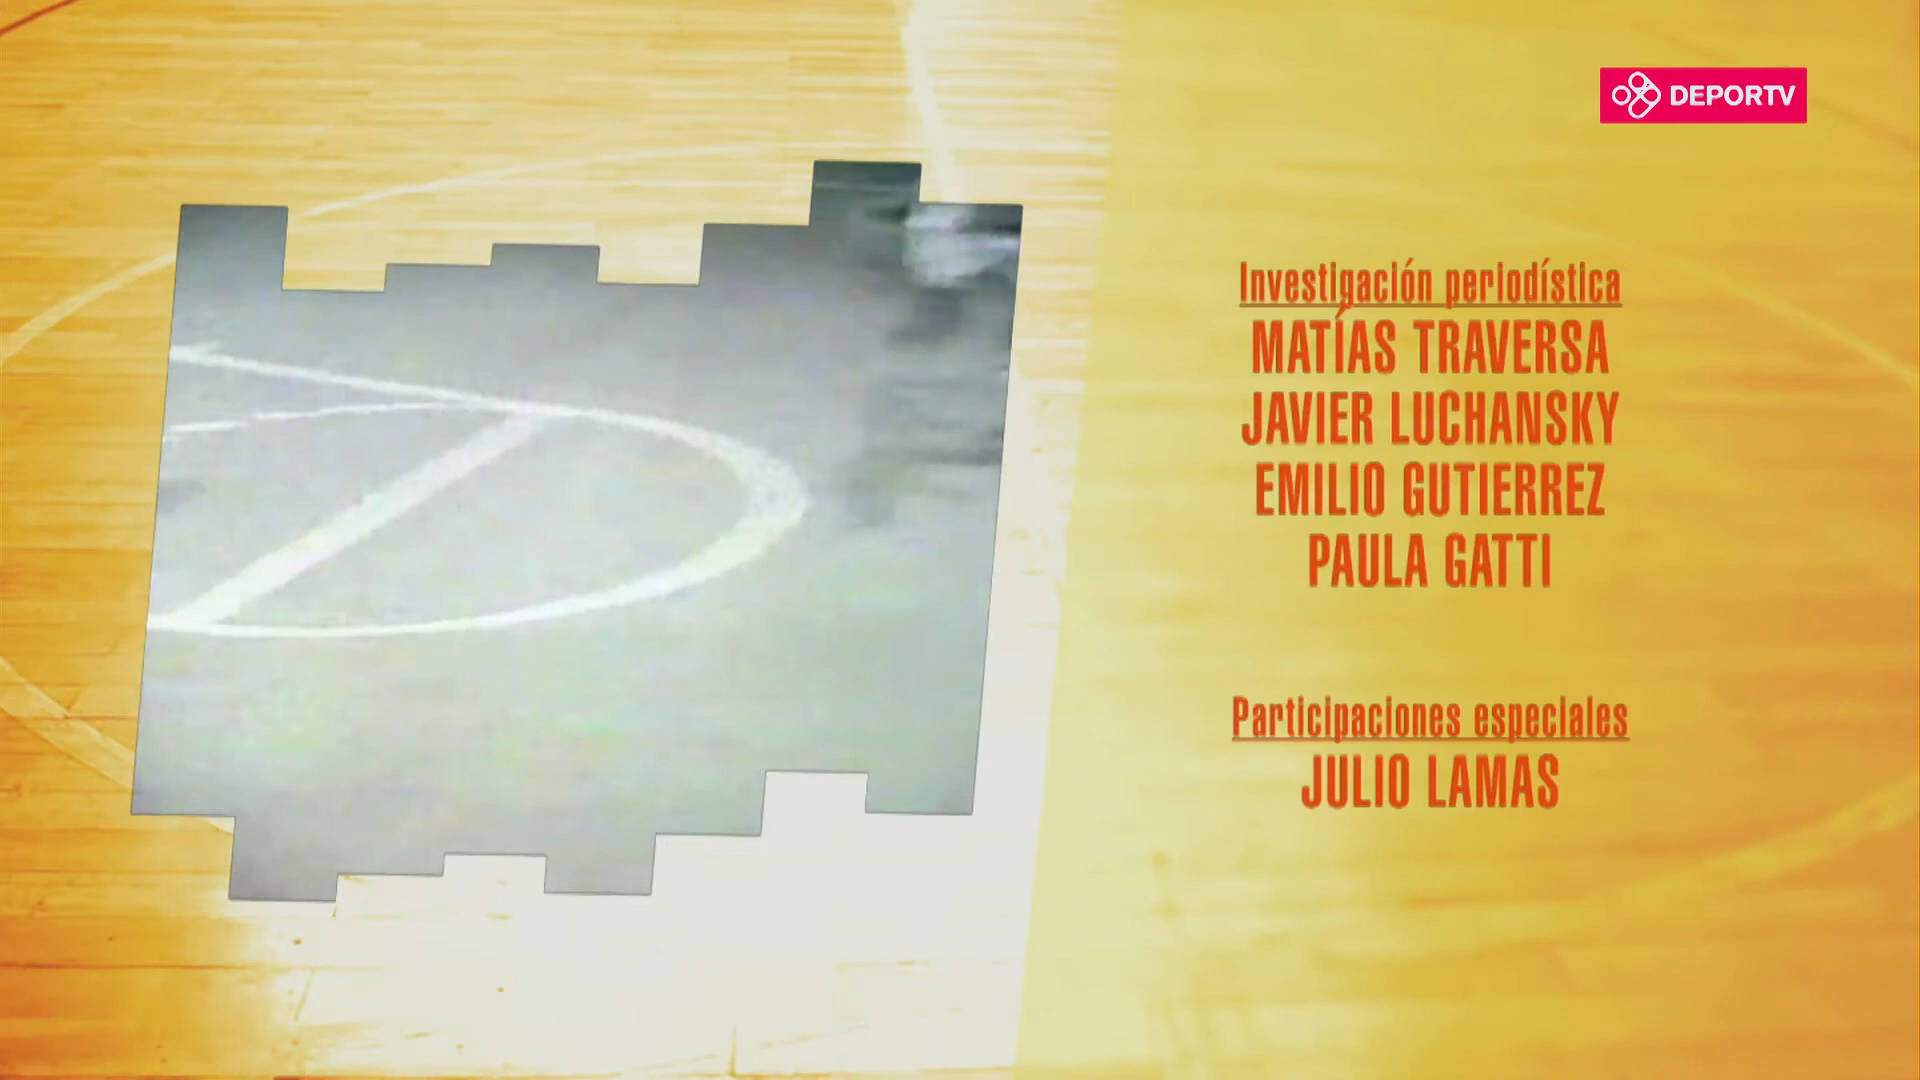 DEPORTV
Investigación periodística
MATÍAS TRAVERSA
JAVIER LUCHANSKY
EMILIO GUTIERREZ
PAULA GATTI
Participaciones especiales
JULIO LAMAS